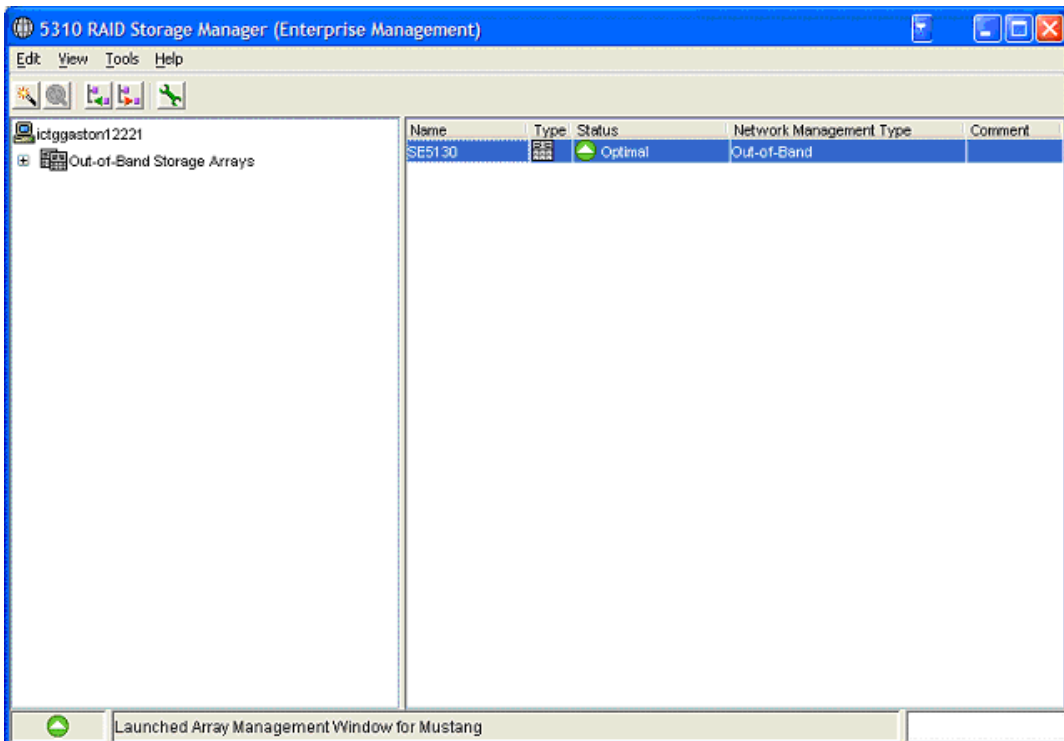 5310 RAID Storage Manager (Enterprise Management)
Edit View Tools Help
ictggaston12221
Out-of-Band Storage Arrays
Name Type Status Network Management Type Comment
SE5130 Optimal Out-of-Band
Launched Array Management Window for Mustang